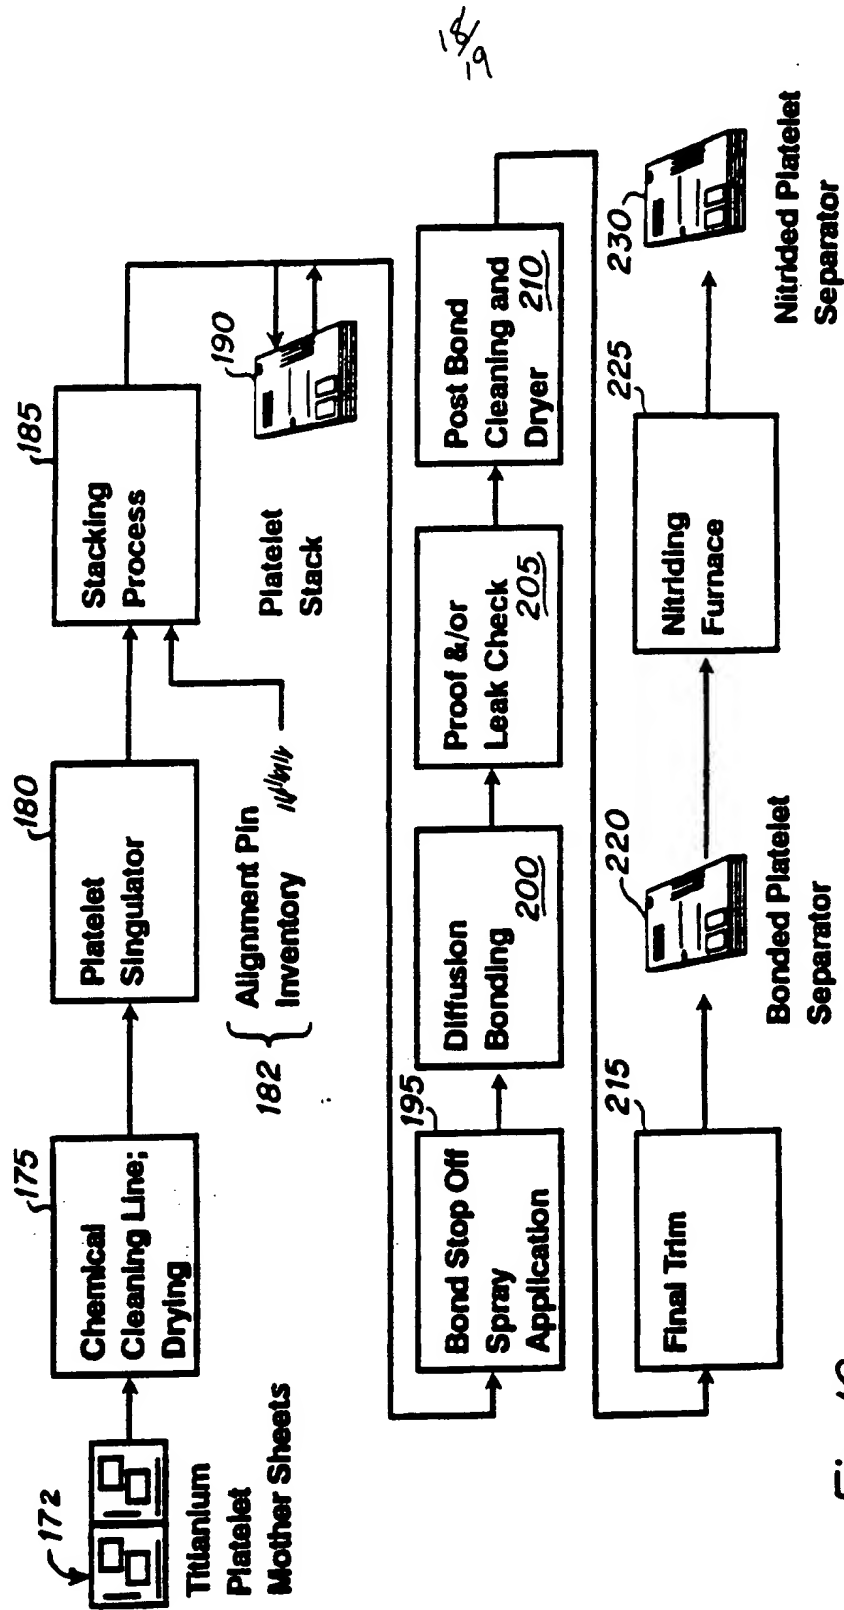 18/19
172
Titianium
Platelet
Mother Sheets
175
Chemical
Cleaning Line;
Drying
180
Platelet
Singulator
182
Alignment Pin
Inventory
185
Stacking
Process
190
Platelet
Stack
195
Bond Stop Off
Spray
Application
Diffusion
Bonding 200
Proof &/or
Leak Check
205
Post Bond
Cleaning and
Dryer 210
215
Final Trim
220
Bonded Platelet
Separator
225
Nitriding
Furnace
230
Nitrided Platelet
Separator